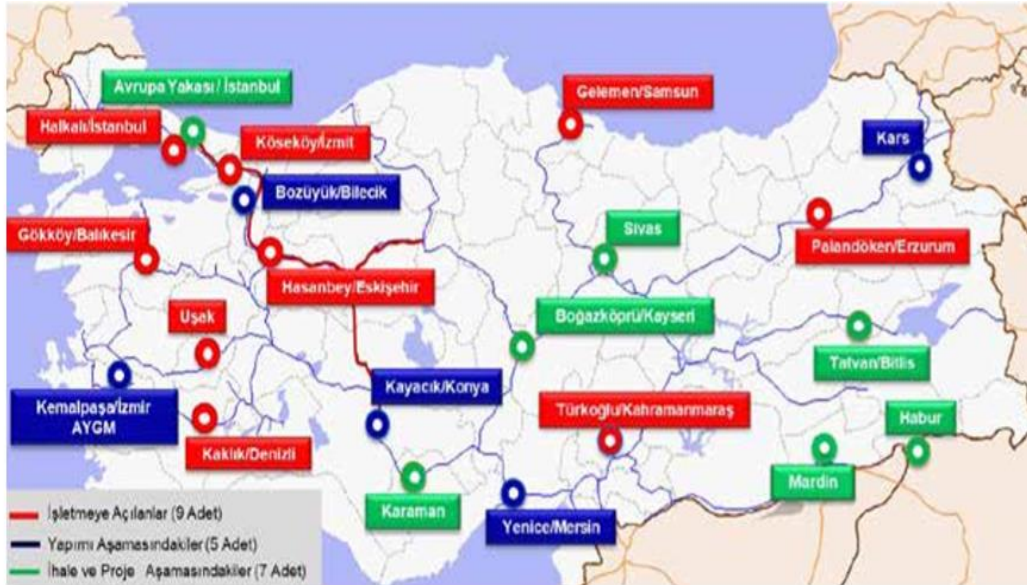 Avrupa Yakası / İstanbul
Halkalı/İstanbul
Köseköy/İzmit
Bozüyük/Bilecik
Gökköy/Balıkesir
Hasanbey/Eskişehir
Uşak
Kemalpaşa/İzmir
AYGM
Kaklık/Denizli
Kayacık/Konya
Karaman
Yenice/Mersin
Gelemen/Samsun
Kars
Sivas
Palandöken/Erzurum
Boğazköprü/Kayseri
Tatvan/Bitlis
Türkoğlu/Kahramanmaraş
Habur
Mardin
İşletmeye Açılanlar (9 Adet)
Yapımı Aşamasındakiler (5 Adet)
İhale ve Proje Aşamasındakiler (7 Adet)